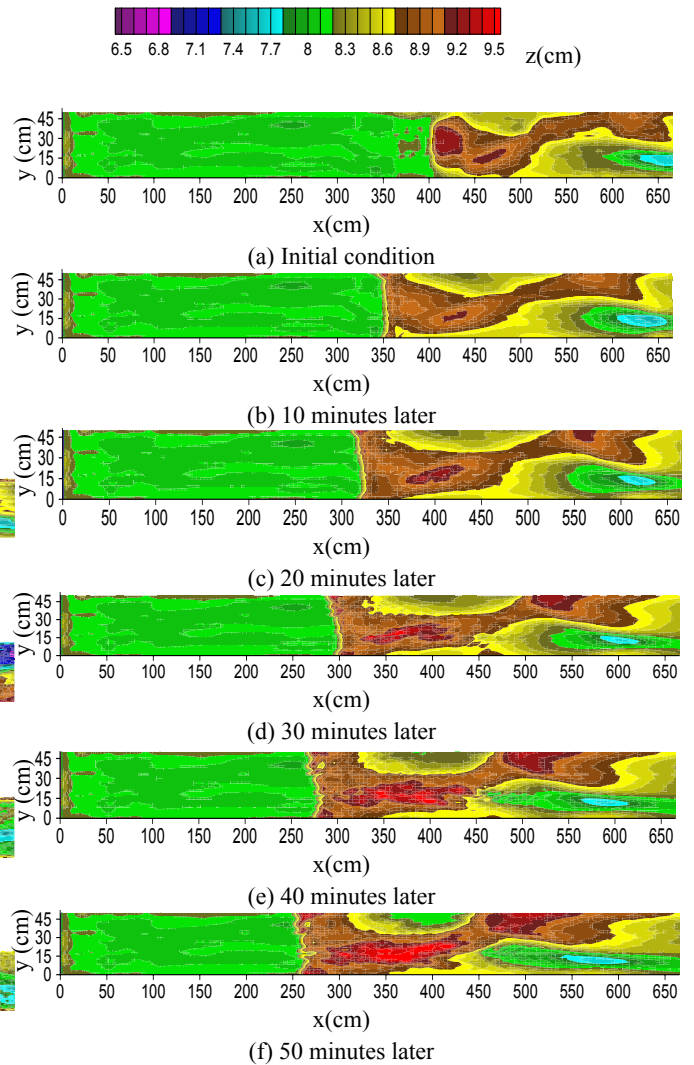 6.5 6.8 7.1 7.4 7.7 8 8.3 8.6 8.9 9.2 9.5
z(cm)
45
30
15
0
y (cm)
0 50 100 150 200 250 300 350 400 450 500 550 600 650
x(cm)
(a) Initial condition
45
30
15
0
y (cm)
0 50 100 150 200 250 300 350 400 450 500 550 600 650
x(cm)
(b) 10 minutes later
45
30
15
0
y (cm)
0 50 100 150 200 250 300 350 400 450 500 550 600 650
x(cm)
(c) 20 minutes later
45
30
15
0
y (cm)
0 50 100 150 200 250 300 350 400 450 500 550 600 650
x(cm)
(d) 30 minutes later
45
30
15
0
y (cm)
0 50 100 150 200 250 300 350 400 450 500 550 600 650
x(cm)
(e) 40 minutes later
45
30
15
0
y (cm)
0 50 100 150 200 250 300 350 400 450 500 550 600 650
x(cm)
(f) 50 minutes later